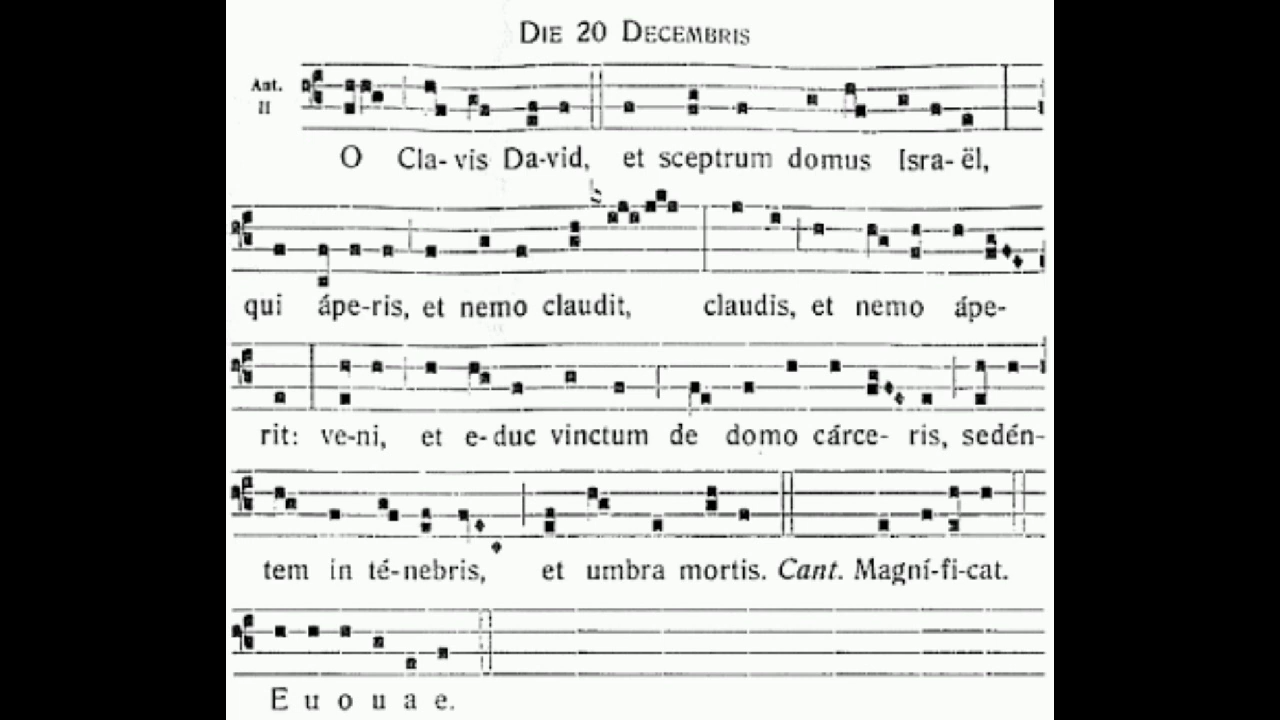 DIE 20 DECEMBRIS
Ant.
II
O Cla- vis Da-vid, et sceptrum domus Isra- ël,
qui ápe-ris, et nemo claudit, claudis, et nemo ápe-
rit: ve-ni, et e- duc vinctum de domo cárce- ris, sedén-
tem in té-nebris, et umbra mortis. Cant. Magní-fi-cat.
E u o u a e.